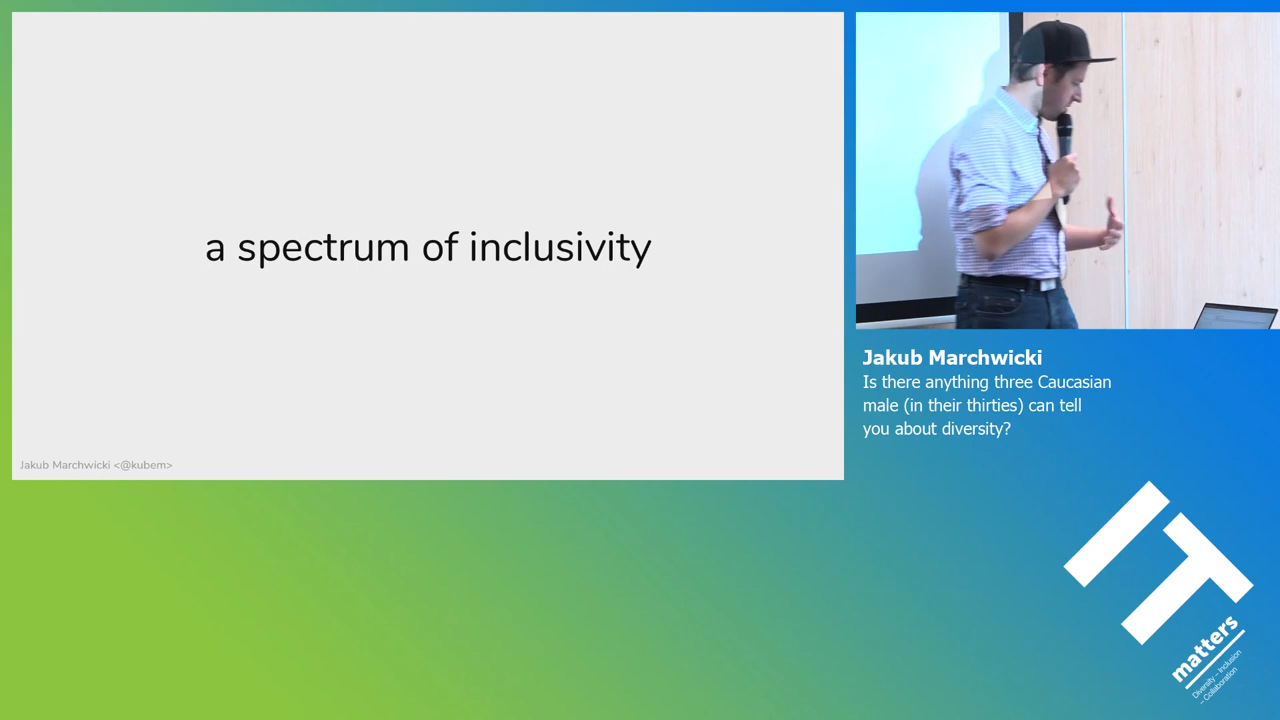 a spectrum of inclusivity
Jakub Marchwicki <@kubem>
Jakub Marchwicki
Is there anything three Caucasian
male (in their thirties) can tell
you about diversity?
IT
matters
Diversity – Inclusion
– Collaboration